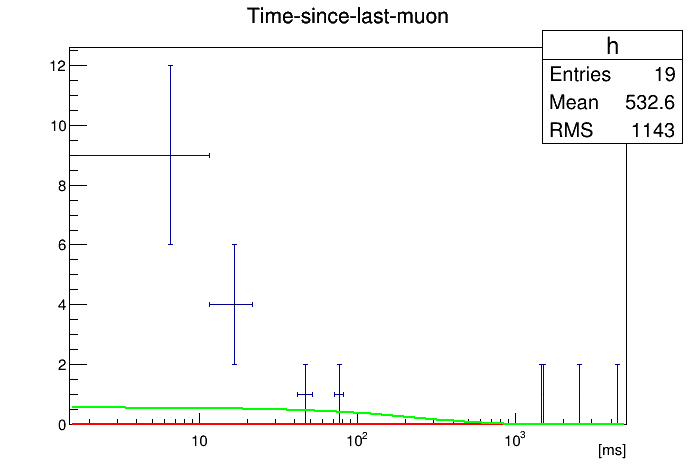 Time-since-last-muon
h
Entries 19
Mean 532.6
RMS 1143
12
10
8
6
4
2
0
10
10²
10³
[ms]